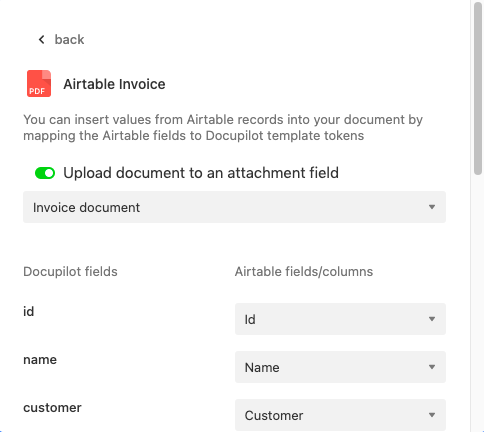 back
PDF
Airtable Invoice
You can insert values from Airtable records into your document by
mapping the Airtable fields to Docupilot template tokens
Upload document to an attachment field
Invoice document
Docupilot fields
Airtable fields/columns
id
Id
name
Name
customer
Customer